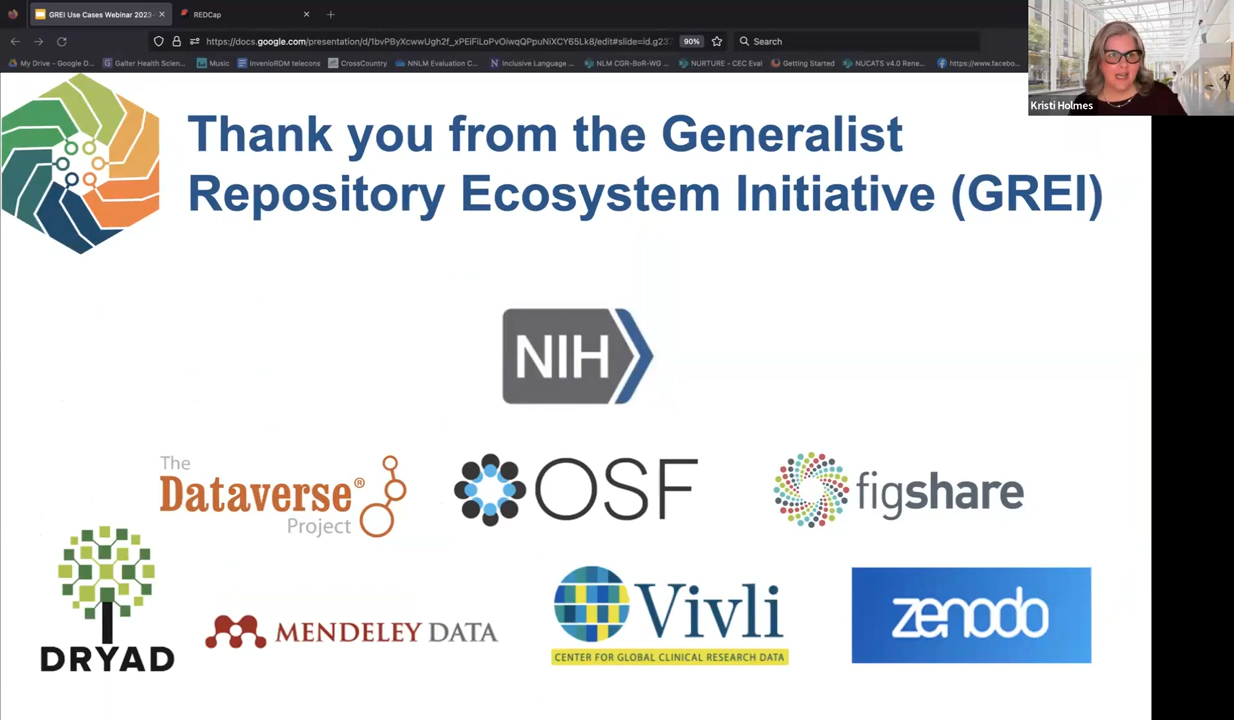 GREI Use Cases Webinar 2023-
REDCap
https://docs.google.com/presentation/d/1bvPByXcwwUgh2f_xPEiFiLoPvOiwqQPpuNiXCY65Lk8/edit#slide=id.g23
90%
Search
My Drive - Google D...
Galter Health Scien...
Music
InvenioRDM telecons
CrossCountry
NNLM Evaluation C...
Inclusive Language ...
NLM CGR-BoR-WG ...
NURTURE - CEC Eval
Getting Started
NUCATS v4.0 Rene...
https://www.facebo...
Kristi Holmes
Thank you from the Generalist
Repository Ecosystem Initiative (GREI)
NIH
The
Dataverse®
Project
OSF
figshare
DRYAD
MENDELEY DATA
Vivli
CENTER FOR GLOBAL CLINICAL RESEARCH DATA
zenodo